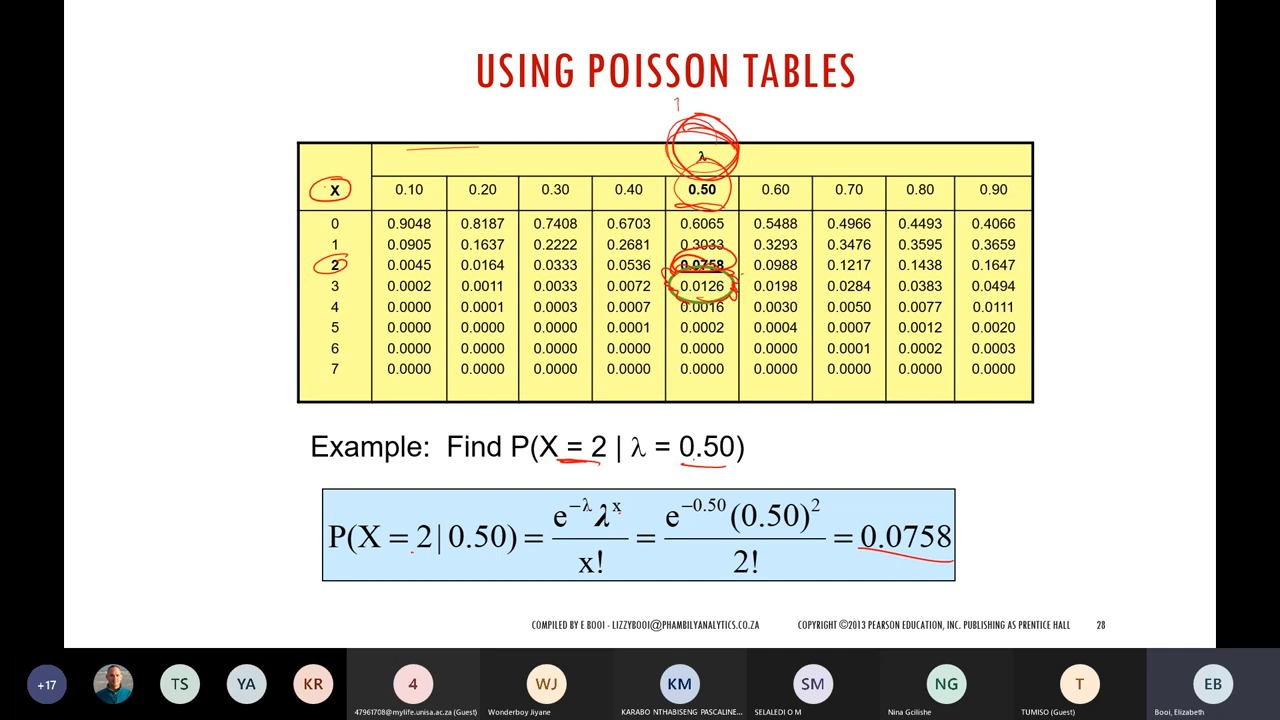 USING POISSON TABLES
1
λ
X 0.10 0.20 0.30 0.40 0.50 0.60 0.70 0.80 0.90
0 0.9048 0.8187 0.7408 0.6703 0.6065 0.5488 0.4966 0.4493 0.4066
1 0.0905 0.1637 0.2222 0.2681 0.3033 0.3293 0.3476 0.3595 0.3659
2 0.0045 0.0164 0.0333 0.0536 0.0758 0.0988 0.1217 0.1438 0.1647
3 0.0002 0.0011 0.0033 0.0072 0.0126 0.0198 0.0284 0.0383 0.0494
4 0.0000 0.0001 0.0003 0.0007 0.0016 0.0030 0.0050 0.0077 0.0111
5 0.0000 0.0000 0.0000 0.0001 0.0002 0.0004 0.0007 0.0012 0.0020
6 0.0000 0.0000 0.0000 0.0000 0.0000 0.0000 0.0001 0.0002 0.0003
7 0.0000 0.0000 0.0000 0.0000 0.0000 0.0000 0.0000 0.0000 0.0000
Example: Find P(X = 2 | λ = 0.50)
P(X = 2 | 0.50) = e^−λ λ^x / x! = e^−0.50 (0.50)^2 / 2! = 0.0758
COMPILED BY E BOOI - LIZZYBOOI@PHAMBILYANALYTICS.CO.ZA COPYRIGHT ©2013 PEARSON EDUCATION, INC. PUBLISHING AS PRENTICE HALL 28
+17 TS YA KR 4 WJ KM SM NG T EB
47961708@mylife.unisa.ac.za (Guest) Wonderboy Jiyane KARABO NTHABISENG PASCALINE... SELALEDI O M Nina Gcilishe TUMISO (Guest) Booi, Elizabeth